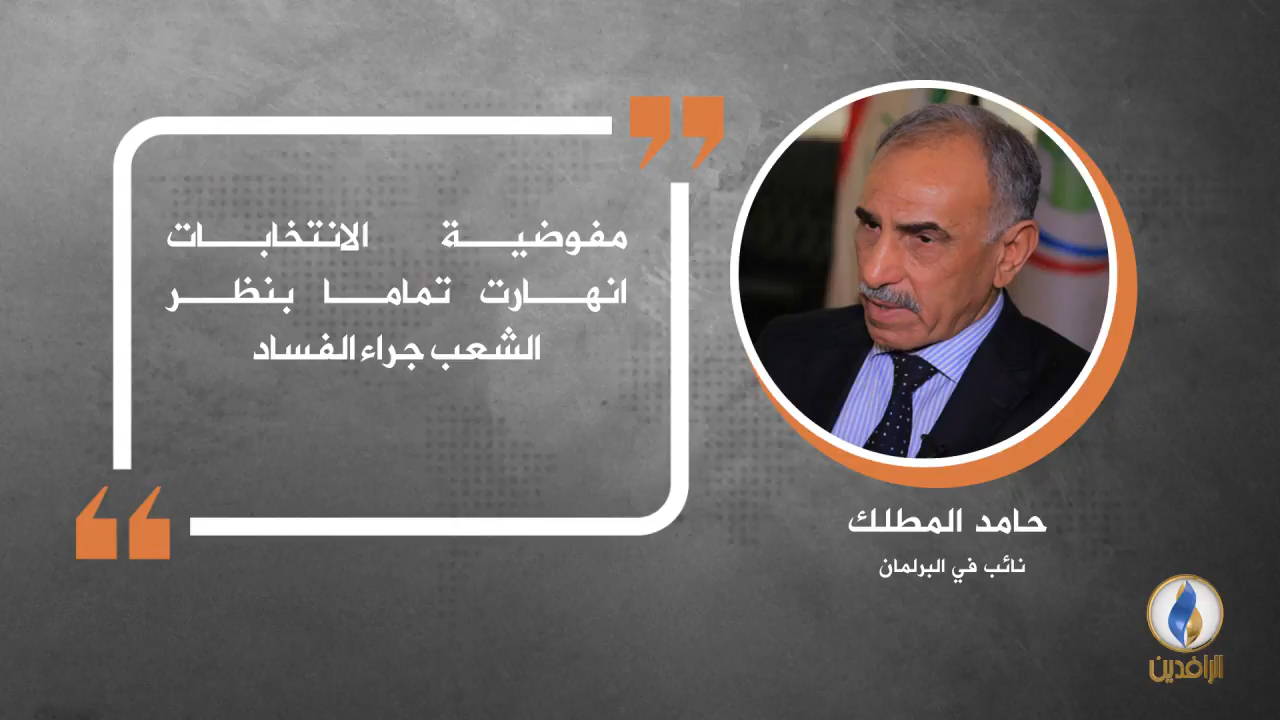 مفوضية الانتخابات
انهارت تماما بنظر
الشعب جراء الفساد
حامد المطلك
نائب في البرلمان
الرافدين